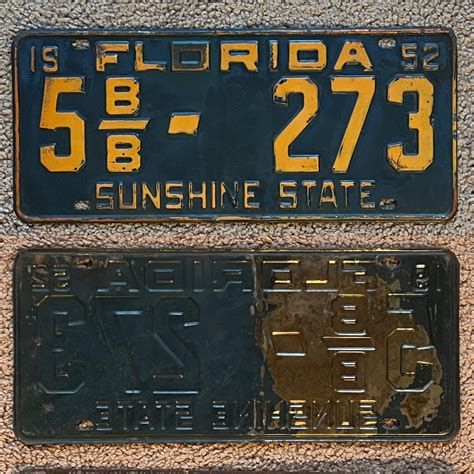 19 FLORIDA 52
5 B/B - 273
SUNSHINE STATE